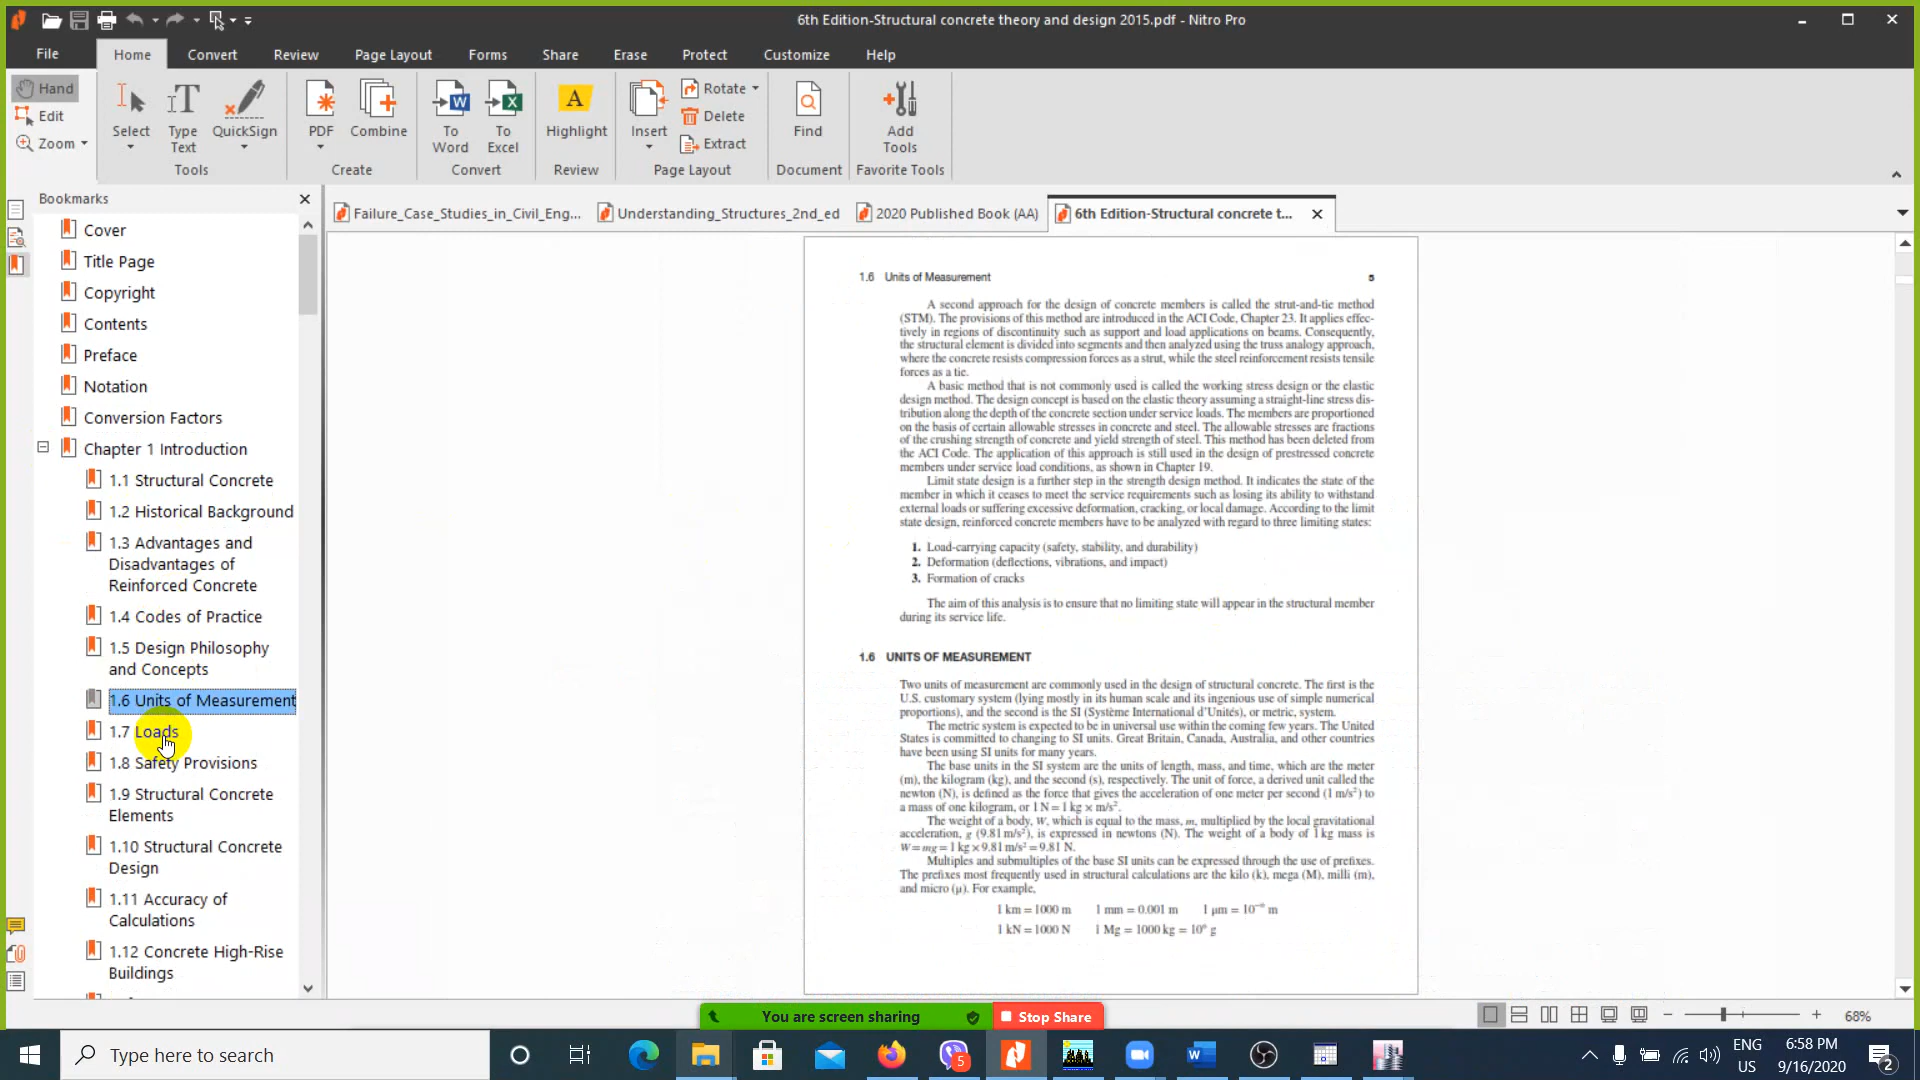 6th Edition-Structural concrete theory and design 2015.pdf - Nitro Pro
File
Home
Convert
Review
Page Layout
Forms
Share
Erase
Protect
Customize
Help
Hand
Edit
Zoom
Select
Type
Text
QuickSign
Tools
PDF
Combine
Create
To
Word
To
Excel
Convert
Highlight
Review
Insert
Rotate
Delete
Extract
Page Layout
Find
Document
Add
Tools
Favorite Tools
Bookmarks
Cover
Title Page
Copyright
Contents
Preface
Notation
Conversion Factors
Chapter 1 Introduction
1.1 Structural Concrete
1.2 Historical Background
1.3 Advantages and
Disadvantages of
Reinforced Concrete
1.4 Codes of Practice
1.5 Design Philosophy
and Concepts
1.6 Units of Measurement
1.7 Loads
1.8 Safety Provisions
1.9 Structural Concrete
Elements
1.10 Structural Concrete
Design
1.11 Accuracy of
Calculations
1.12 Concrete High-Rise
Buildings
Failure_Case_Studies_in_Civil_Eng...
Understanding_Structures_2nd_ed
2020 Published Book (AA)
6th Edition-Structural concrete t...
1.6 Units of Measurement 5
A second approach for the design of concrete members is called the strut-and-tie method
(STM). The provisions of this method are introduced in the ACI Code, Chapter 23. It applies effec-
tively in regions of discontinuity such as support and load applications on beams. Consequently,
the structural element is divided into segments and then analyzed using the truss analogy approach,
where the concrete resists compression forces as a strut, while the steel reinforcement resists tensile
forces as a tie.
A basic method that is not commonly used is called the working stress design or the elastic
design method. The design concept is based on the elastic theory assuming a straight-line stress dis-
tribution along the depth of the concrete section under service loads. The members are proportioned
on the basis of certain allowable stresses in concrete and steel. The allowable stresses are fractions
of the crushing strength of concrete and yield strength of steel. This method has been deleted from
the ACI Code. The application of this approach is still used in the design of prestressed concrete
members under service load conditions, as shown in Chapter 19.
Limit state design is a further step in the strength design method. It indicates the state of the
member in which it ceases to meet the service requirements such as losing its ability to withstand
external loads or suffering excessive deformation, cracking, or local damage. According to the limit
state design, reinforced concrete members have to be analyzed with regard to three limiting states:
1. Load-carrying capacity (safety, stability, and durability)
2. Deformation (deflections, vibrations, and impact)
3. Formation of cracks
The aim of this analysis is to ensure that no limiting state will appear in the structural member
during its service life.
1.6 UNITS OF MEASUREMENT
Two units of measurement are commonly used in the design of structural concrete. The first is the
U.S. customary system (lying mostly in its human scale and its ingenious use of simple numerical
proportions), and the second is the SI (Système International d'Unités), or metric, system.
The metric system is expected to be in universal use within the coming few years. The United
States is committed to changing to SI units. Great Britain, Canada, Australia, and other countries
have been using SI units for many years.
The base units in the SI system are the units of length, mass, and time, which are the meter
(m), the kilogram (kg), and the second (s), respectively. The unit of force, a derived unit called the
newton (N), is defined as the force that gives the acceleration of one meter per second (1 m/s²) to
a mass of one kilogram, or 1 N = 1 kg × m/s².
The weight of a body, W, which is equal to the mass, m, multiplied by the local gravitational
acceleration, g (9.81 m/s²), is expressed in newtons (N). The weight of a body of 1 kg mass is
W = mg = 1 kg × 9.81 m/s² = 9.81 N.
Multiples and submultiples of the base SI units can be expressed through the use of prefixes.
The prefixes most frequently used in structural calculations are the kilo (k), mega (M), milli (m),
and micro (μ). For example,
1 km = 1000 m 1 mm = 0.001 m 1 μm = 10⁻⁶ m
1 kN = 1000 N 1 Mg = 1000 kg = 10⁶ g
You are screen sharing
Stop Share
68%
Type here to search
5
ENG
US
6:58 PM
9/16/2020
2